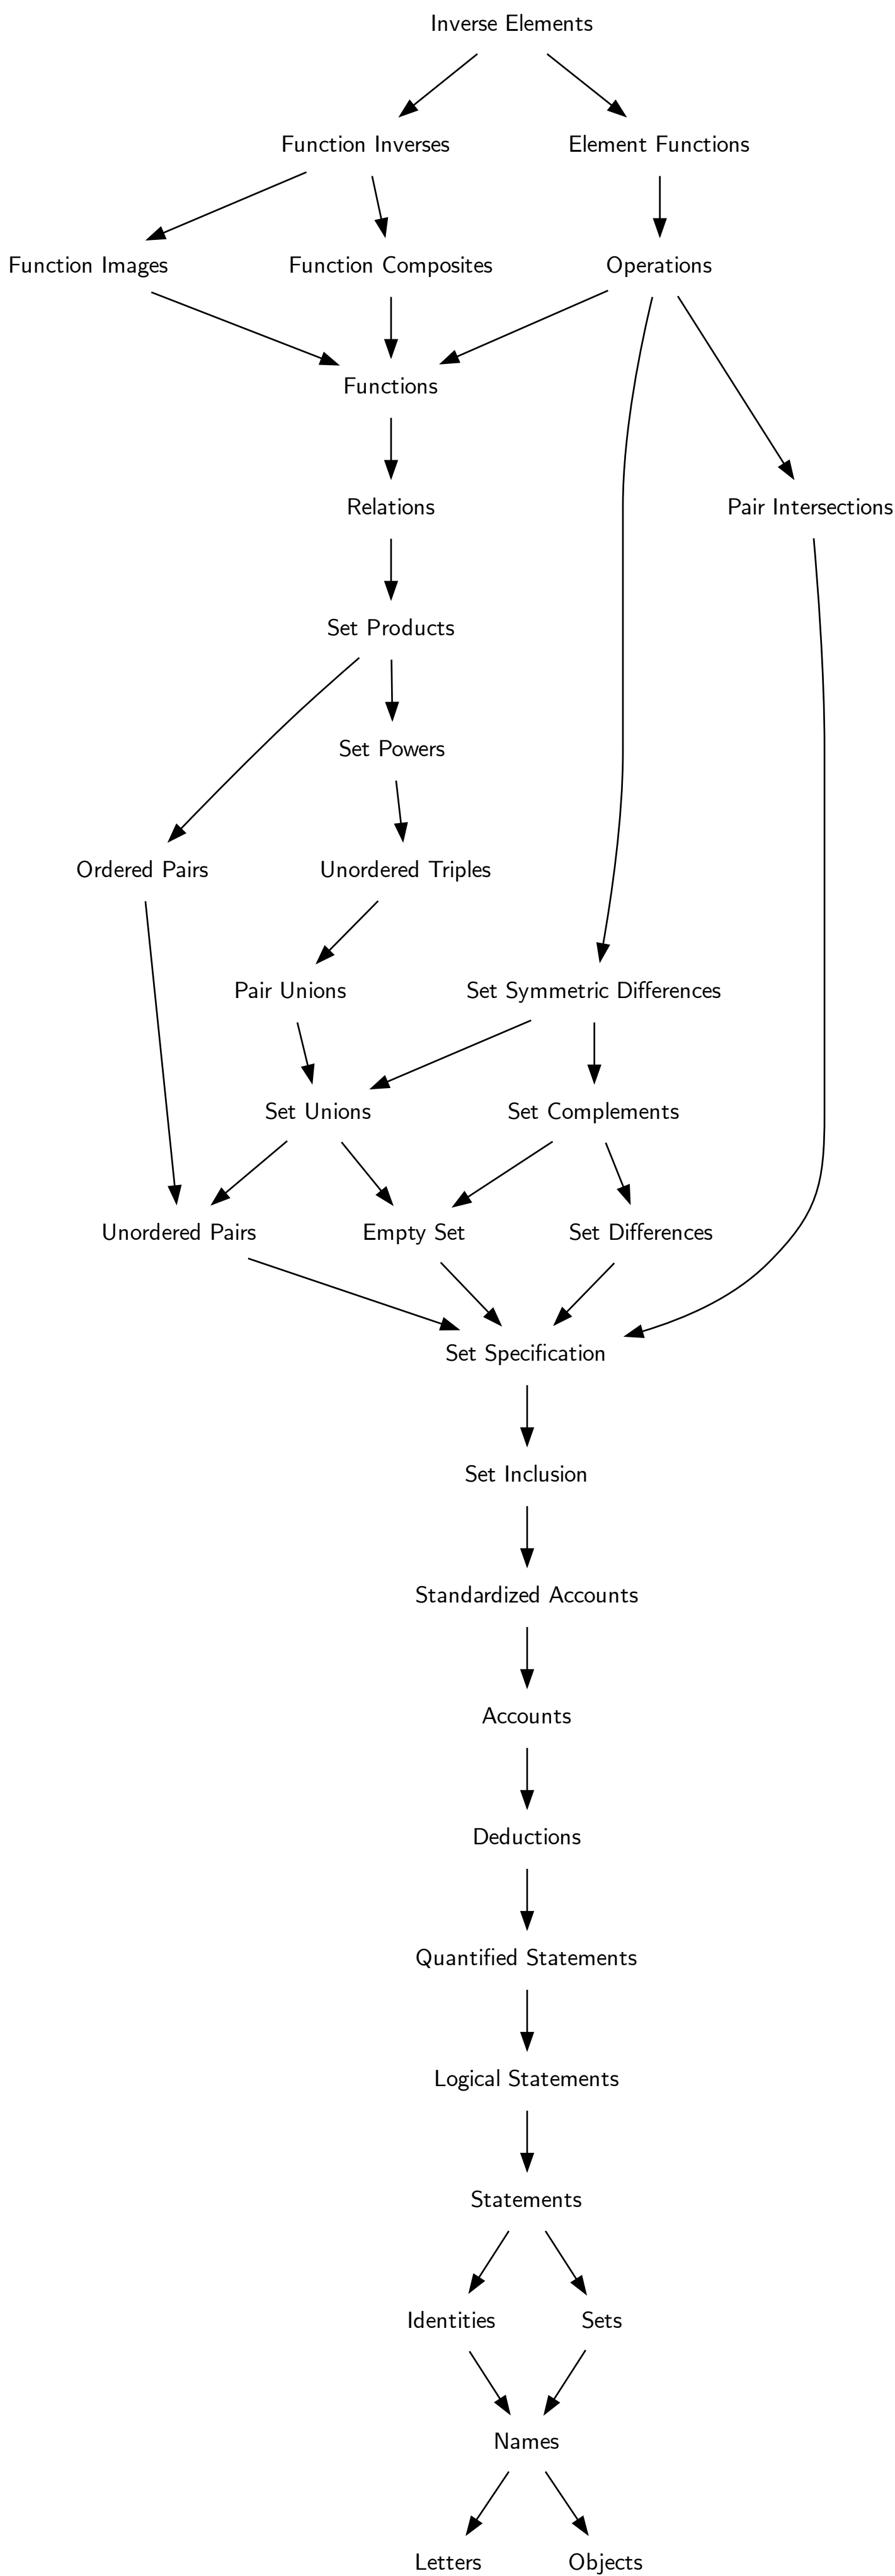 Inverse Elements
Function Inverses
Element Functions
Function Images
Function Composites
Operations
Functions
Relations
Pair Intersections
Set Products
Set Powers
Ordered Pairs
Unordered Triples
Pair Unions
Set Symmetric Differences
Set Unions
Set Complements
Unordered Pairs
Empty Set
Set Differences
Set Specification
Set Inclusion
Standardized Accounts
Accounts
Deductions
Quantified Statements
Logical Statements
Statements
Identities
Sets
Names
Letters
Objects